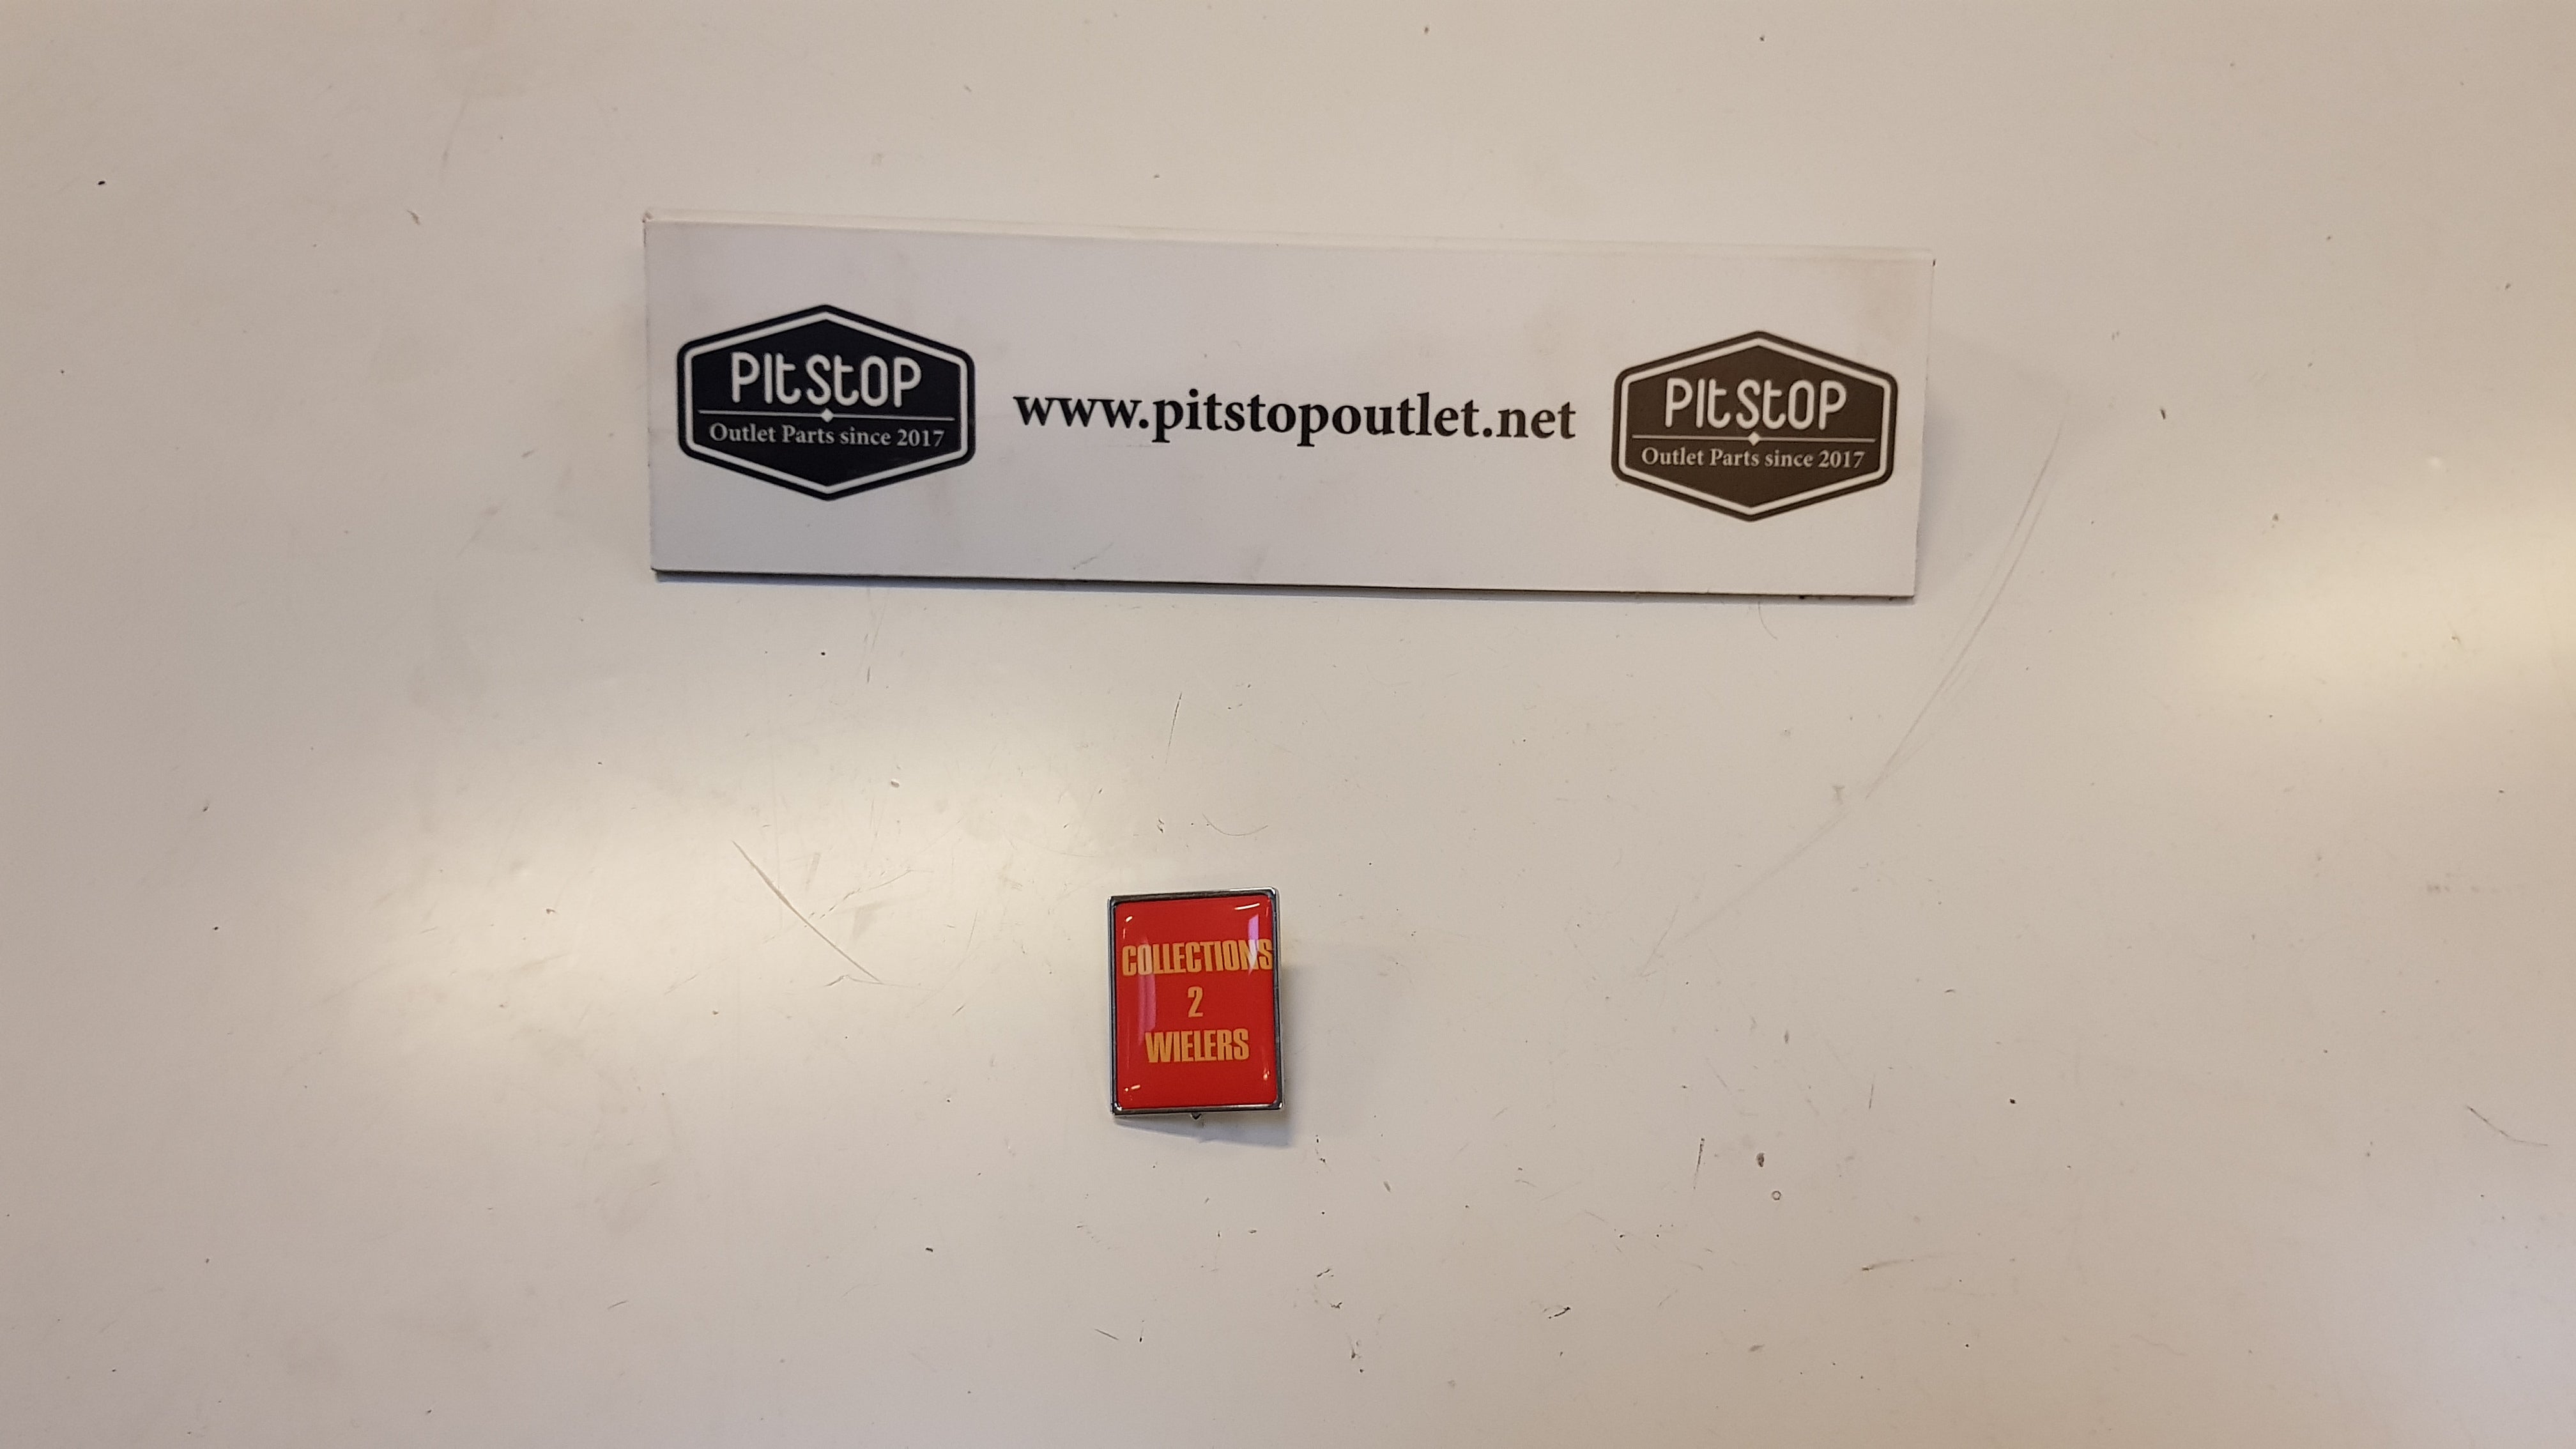 PITSTOP
Outlet Parts since 2017
www.pitstopoutlet.net
PITSTOP
Outlet Parts since 2017
COLLECTIONS
2
WIELERS